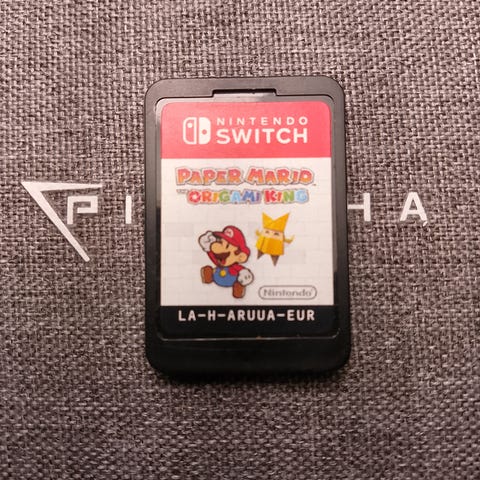 NINTENDO
SWITCH
PAPER MARIO
THE ORIGAMI KING
Nintendo
LA-H-ARUUA-EUR